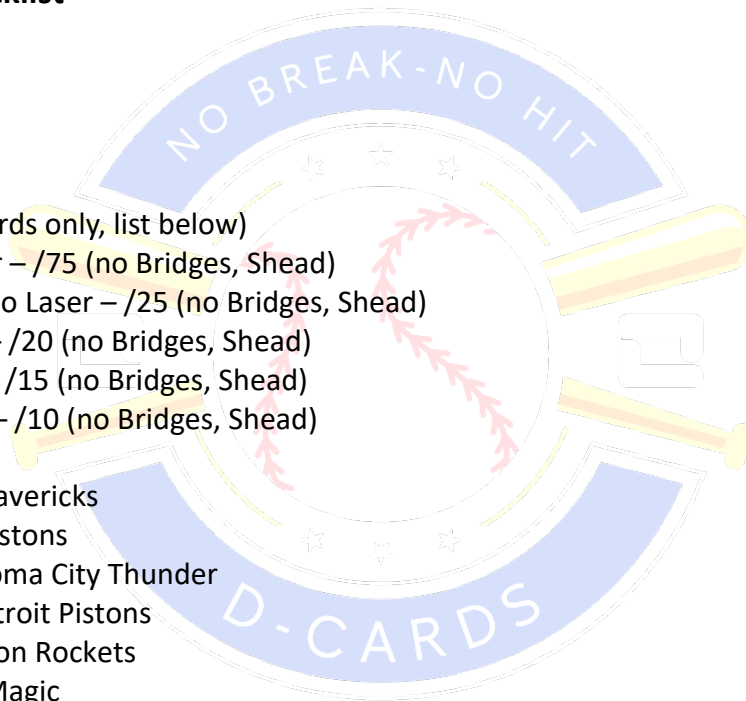 cklist
NO BREAK-NO HIT
rds only, list below)
r – /75 (no Bridges, Shead)
o Laser – /25 (no Bridges, Shead)
- /20 (no Bridges, Shead)
/15 (no Bridges, Shead)
– /10 (no Bridges, Shead)
avericks
istons
oma City Thunder
troit Pistons
on Rockets
Magic
D-CARDS